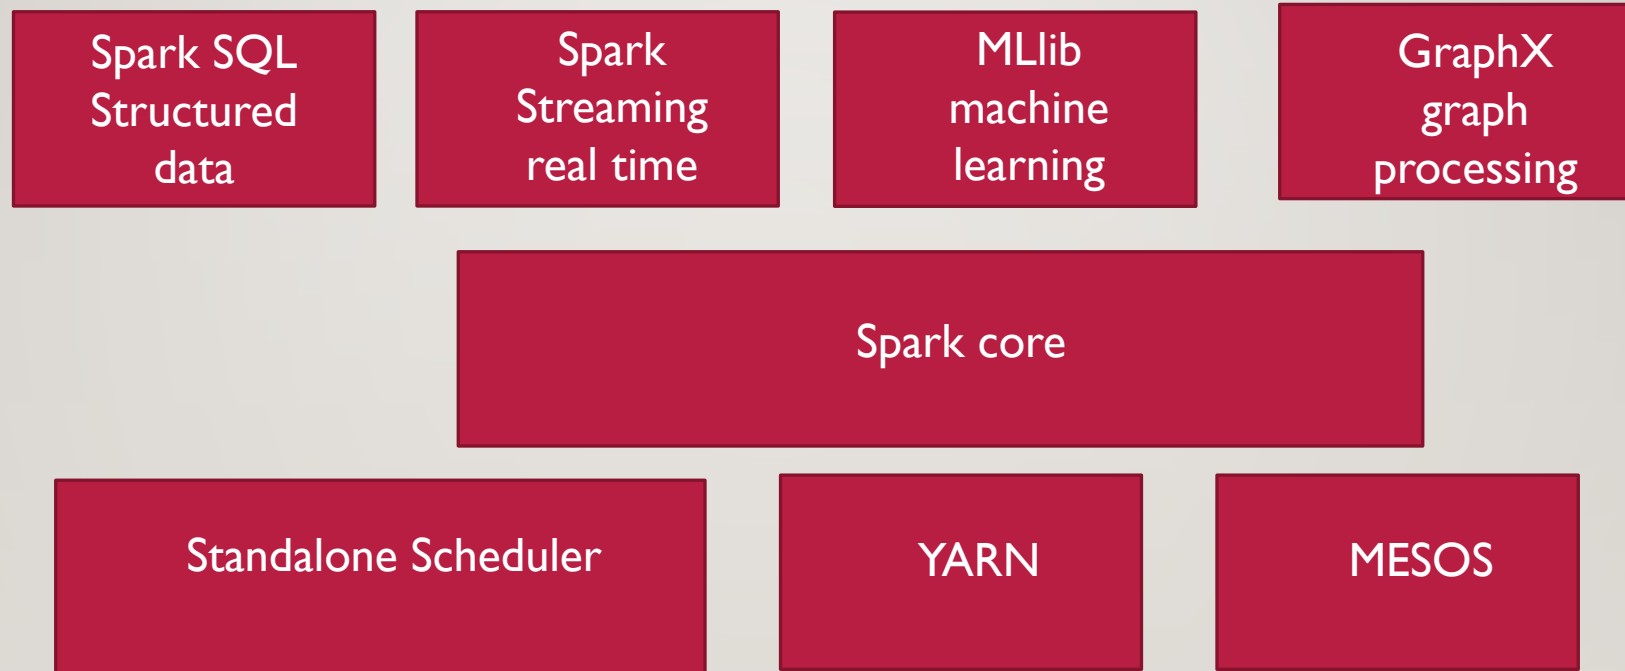 Spark SQL
Structured
data
Spark
Streaming
real time
MLlib
machine
learning
GraphX
graph
processing
Spark core
Standalone Scheduler
YARN
MESOS